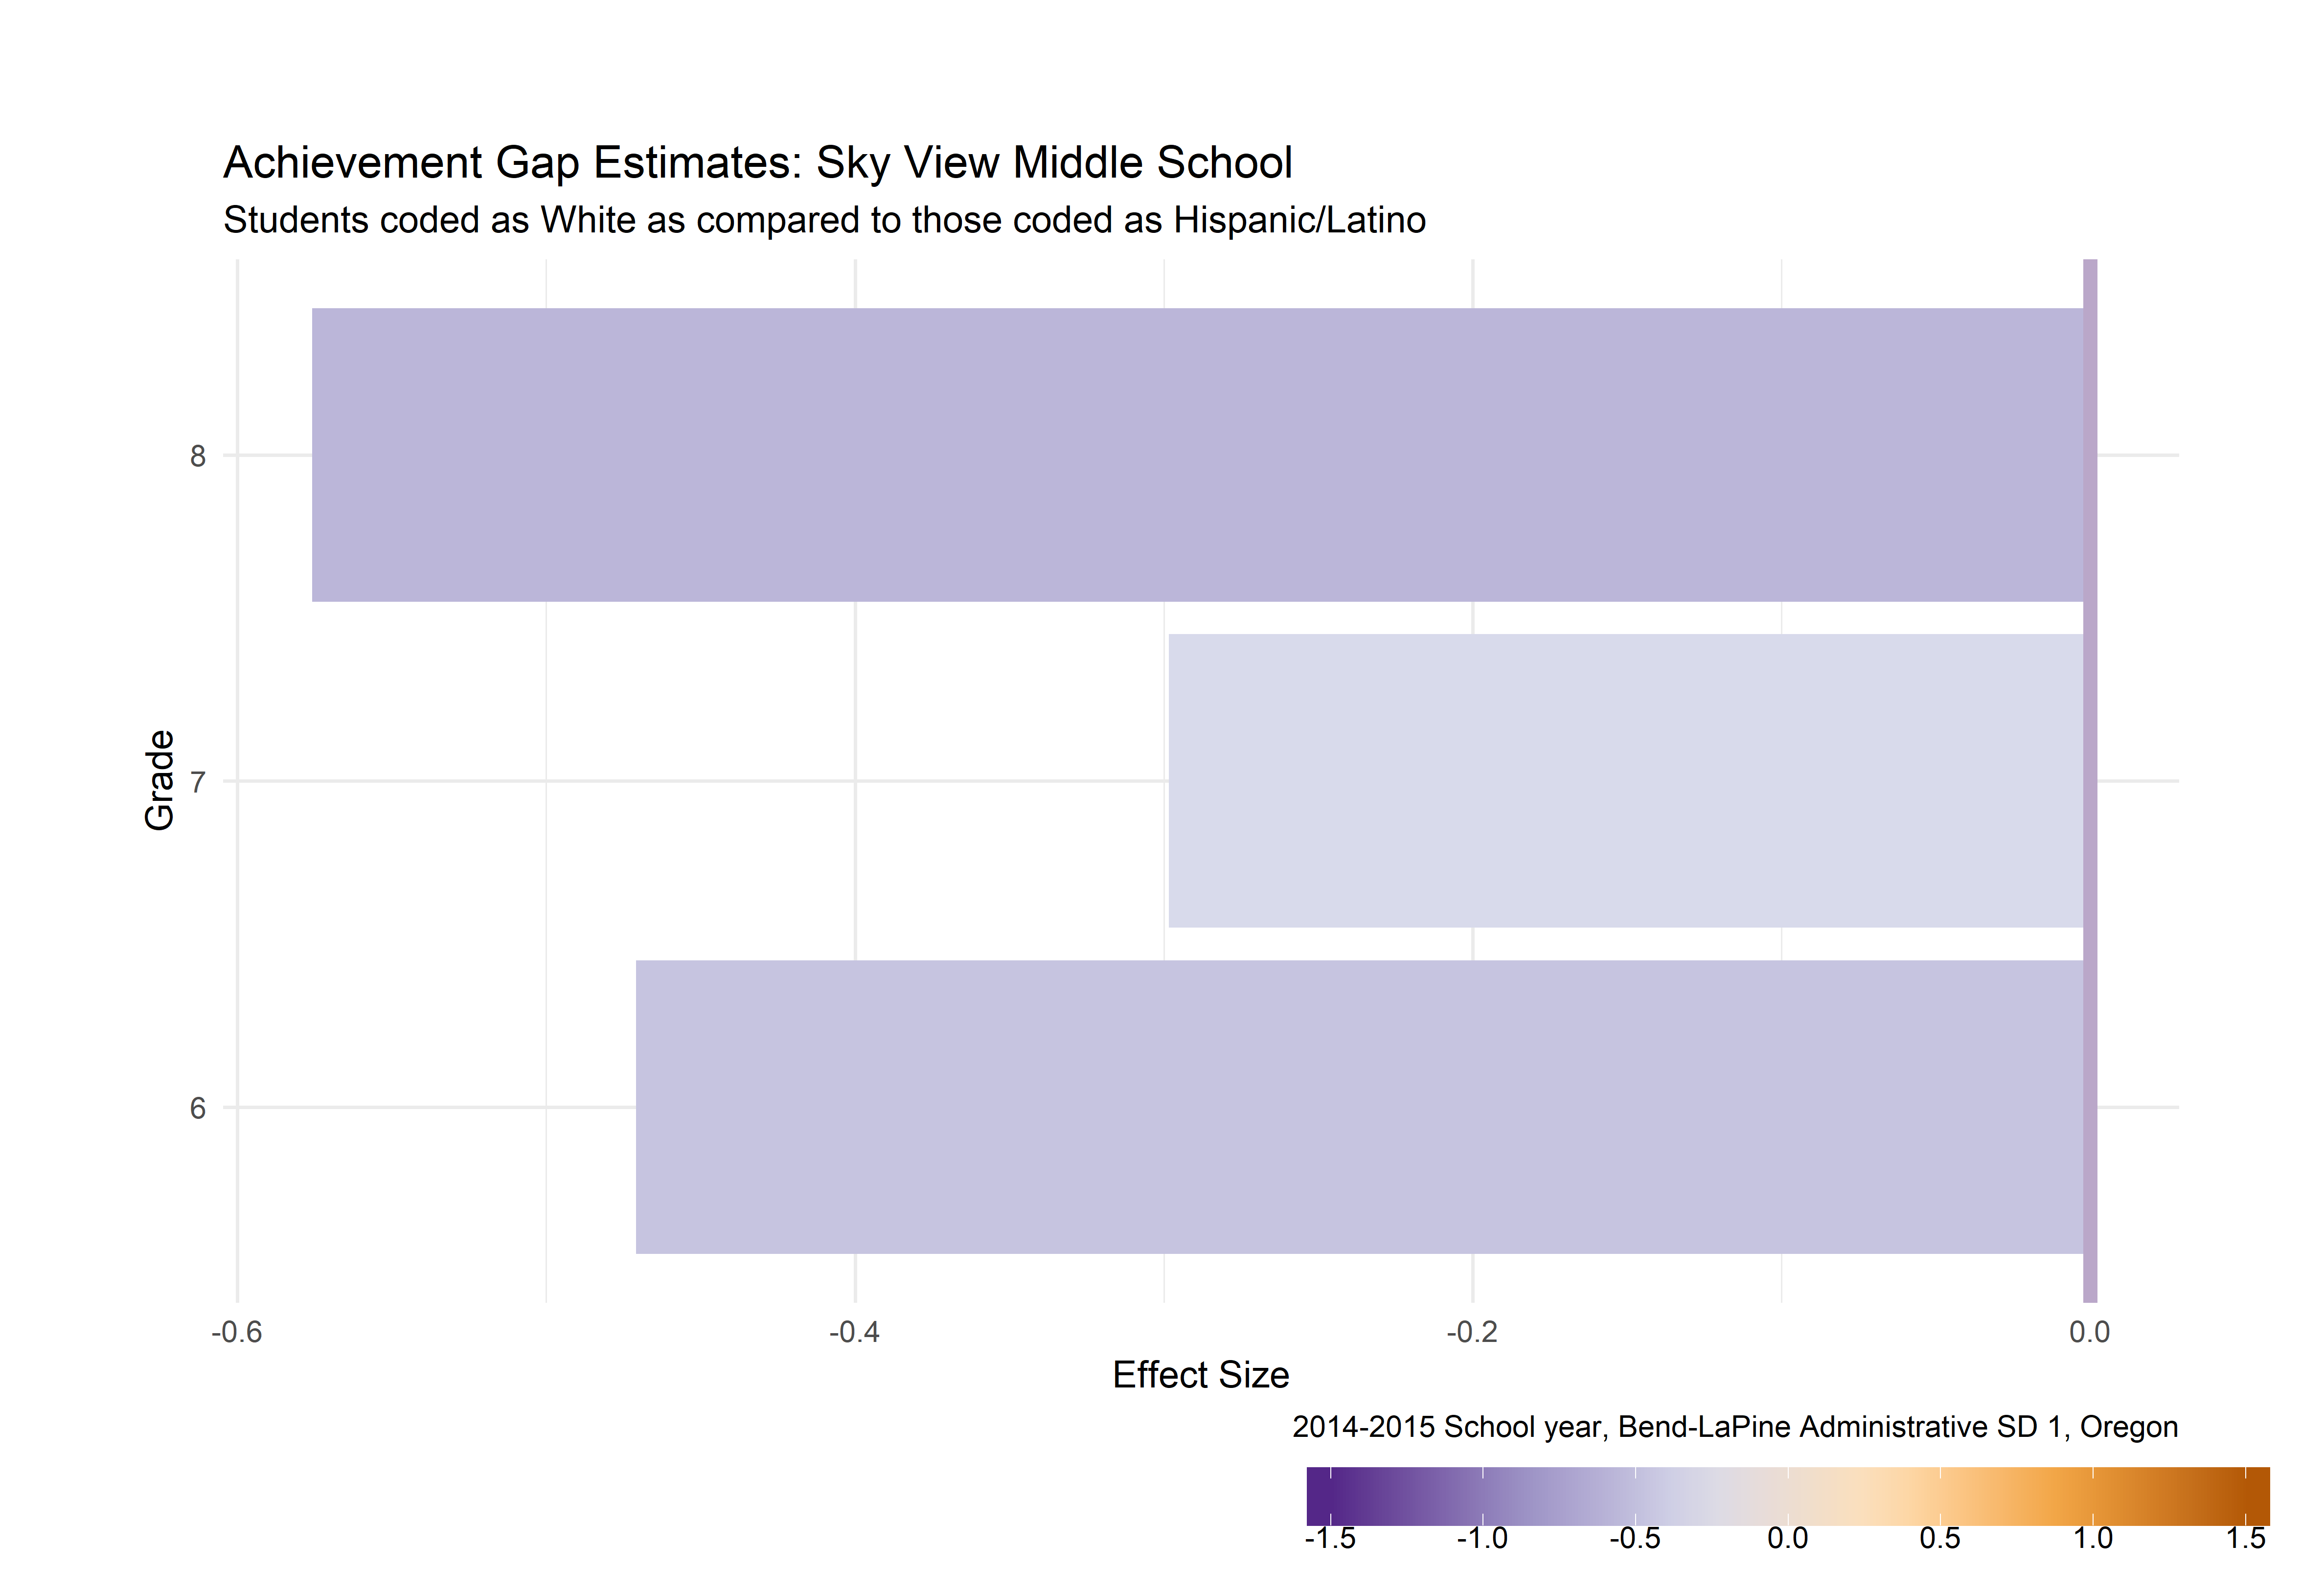 Achievement Gap Estimates: Sky View Middle School
Students coded as White as compared to those coded as Hispanic/Latino
Grade
8
7
6
-0.6 -0.4 -0.2 0.0
Effect Size
2014-2015 School year, Bend-LaPine Administrative SD 1, Oregon
-1.5 -1.0 -0.5 0.0 0.5 1.0 1.5